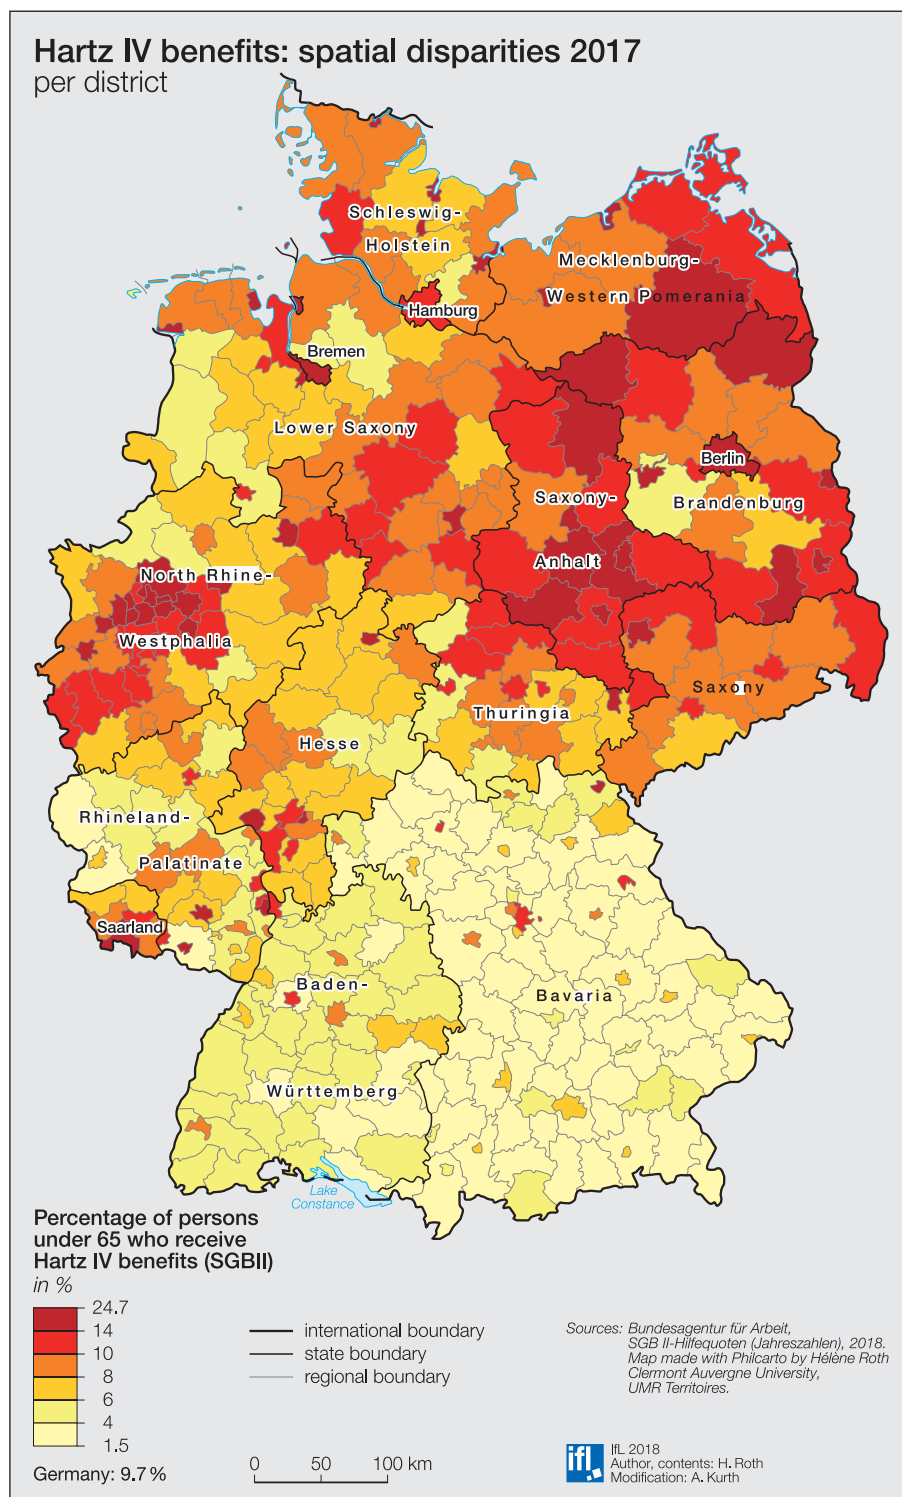 Hartz IV benefits: spatial disparities 2017
per district
Schleswig-
Holstein
Mecklenburg-
Western Pomerania
Hamburg
Bremen
Lower Saxony
Berlin
Saxony-
Brandenburg
Anhalt
North Rhine-
Westphalia
Saxony
Thuringia
Hesse
Rhineland-
Palatinate
Saarland
Baden-
Bavaria
Württemberg
Lake
Constance
Percentage of persons
under 65 who receive
Hartz IV benefits (SGBII)
in %
24.7
14
10
8
6
4
1.5
Germany: 9.7 %
international boundary
state boundary
regional boundary
0 50 100 km
Sources: Bundesagentur für Arbeit,
SGB II-Hilfequoten (Jahreszahlen), 2018.
Map made with Philcarto by Hélène Roth
Clermont Auvergne University,
UMR Territoires.
ifl
IfL 2018
Author, contents: H. Roth
Modification: A. Kurth